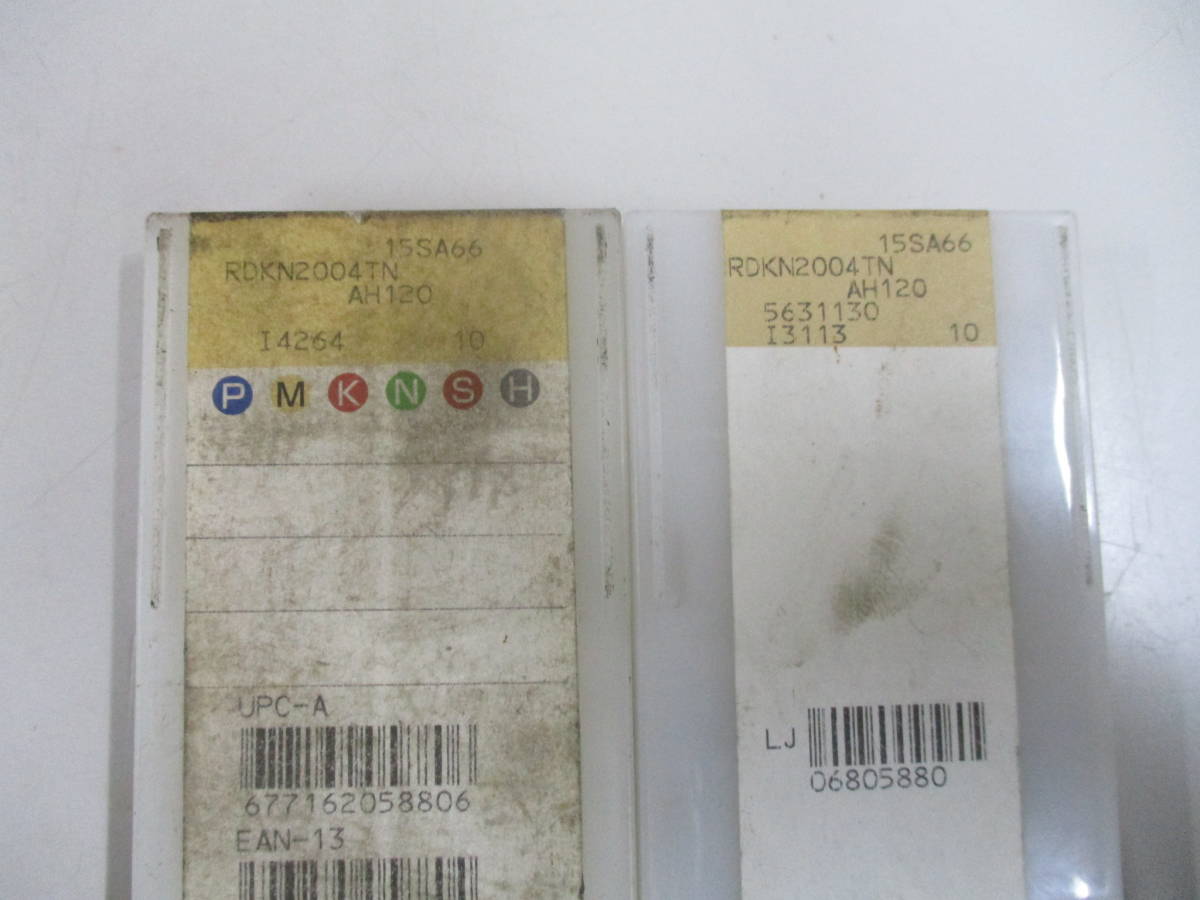 15SA66
RDKN2004TN
AH120
I4264 10
P M K N S H
UPC-A
677162058806
EAN-13
15SA66
RDKN2004TN
AH120
5631130
I3113 10
LJ
06805880